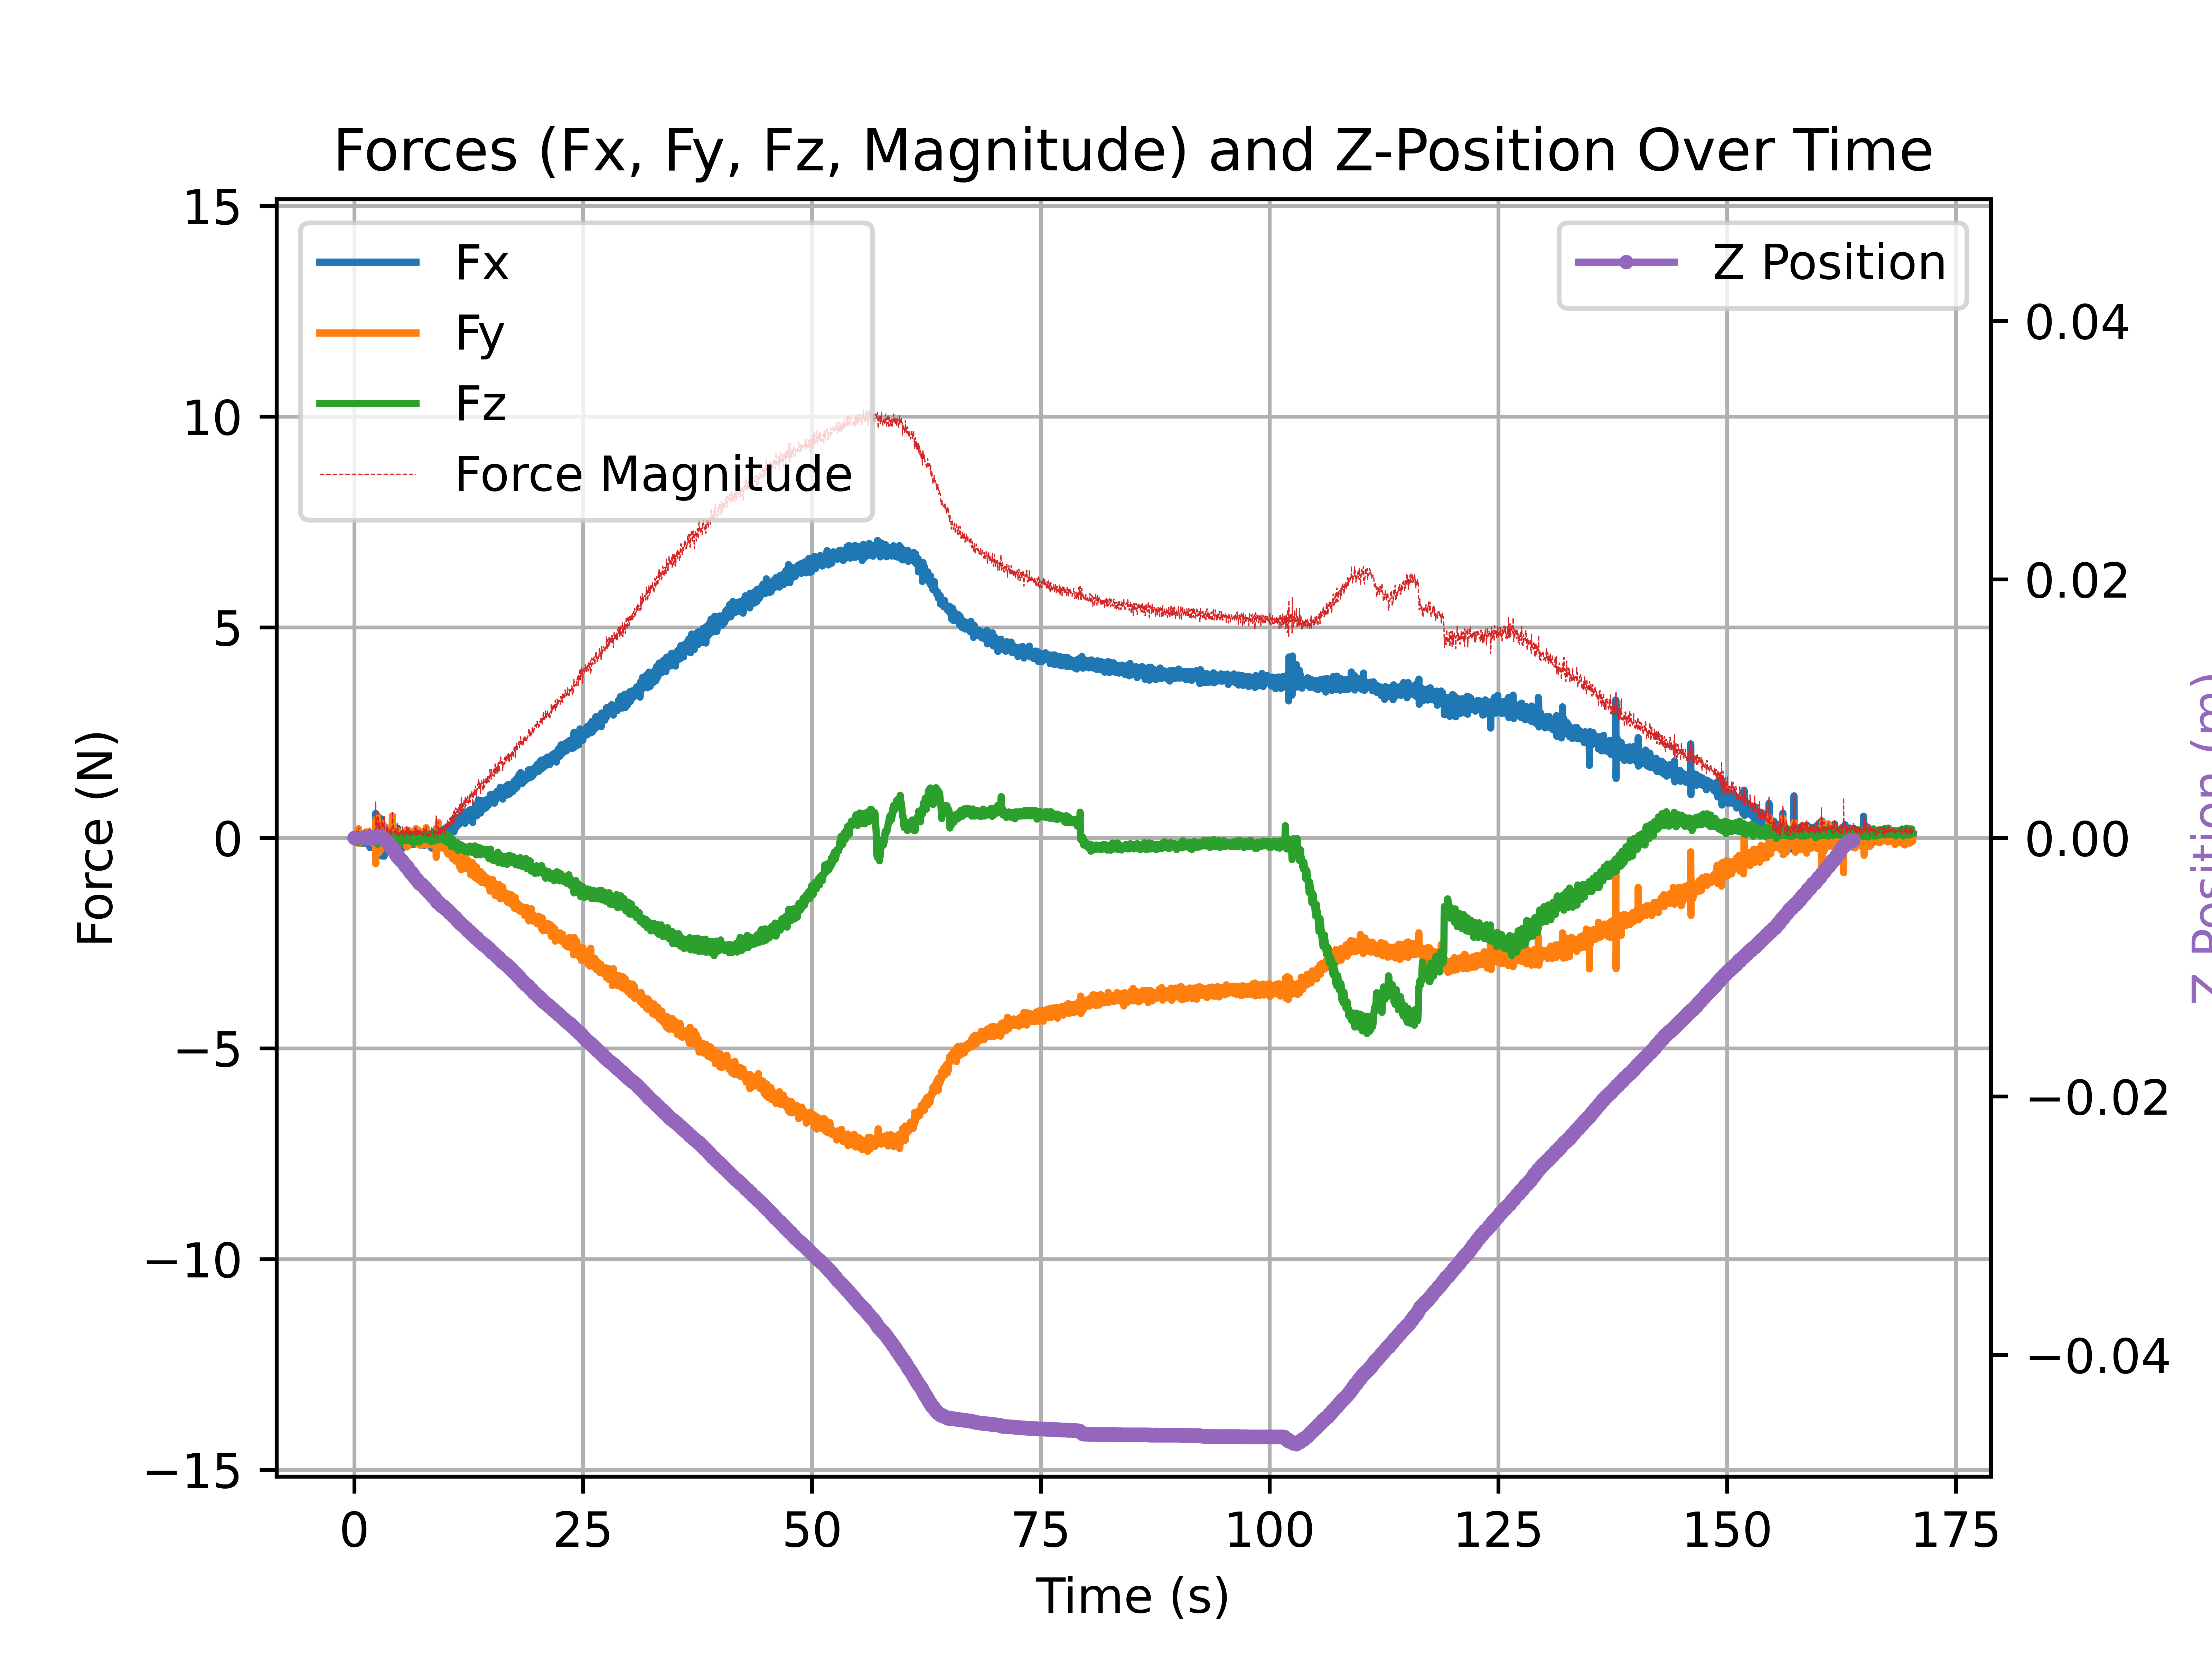 Forces (Fx, Fy, Fz, Magnitude) and Z-Position Over Time
Fx
Fy
Fz
Force Magnitude
Z Position
15
10
5
0
−5
−10
−15
Force (N)
0.04
0.02
0.00
−0.02
−0.04
Z Position (m)
0
25
50
75
100
125
150
175
Time (s)